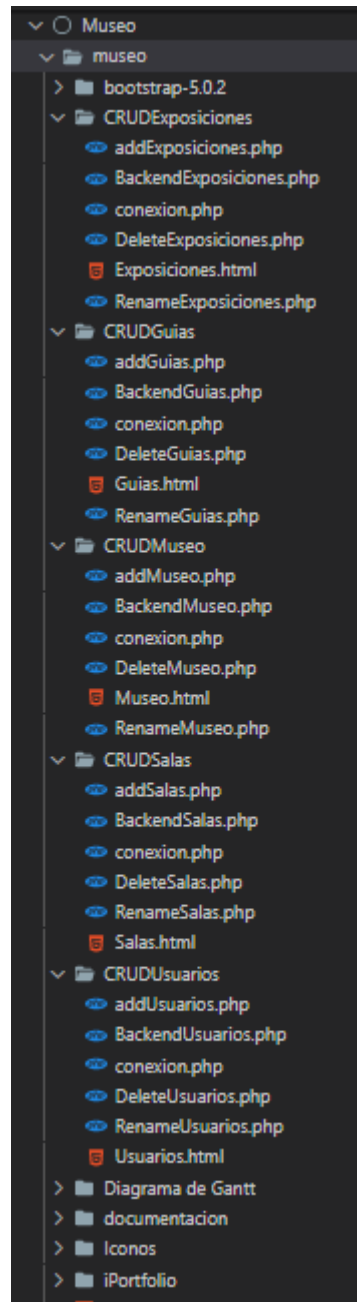 Museo
museo
bootstrap-5.0.2
CRUDExposiciones
addExposiciones.php
BackendExposiciones.php
conexion.php
DeleteExposiciones.php
Exposiciones.html
RenameExposiciones.php
CRUDGuias
addGuias.php
BackendGuias.php
conexion.php
DeleteGuias.php
Guias.html
RenameGuias.php
CRUDMuseo
addMuseo.php
BackendMuseo.php
conexion.php
DeleteMuseo.php
Museo.html
RenameMuseo.php
CRUDSalas
addSalas.php
BackendSalas.php
conexion.php
DeleteSalas.php
RenameSalas.php
Salas.html
CRUDUsuarios
addUsuarios.php
BackendUsuarios.php
conexion.php
DeleteUsuarios.php
RenameUsuarios.php
Usuarios.html
Diagrama de Gantt
documentacion
Iconos
iPortfolio